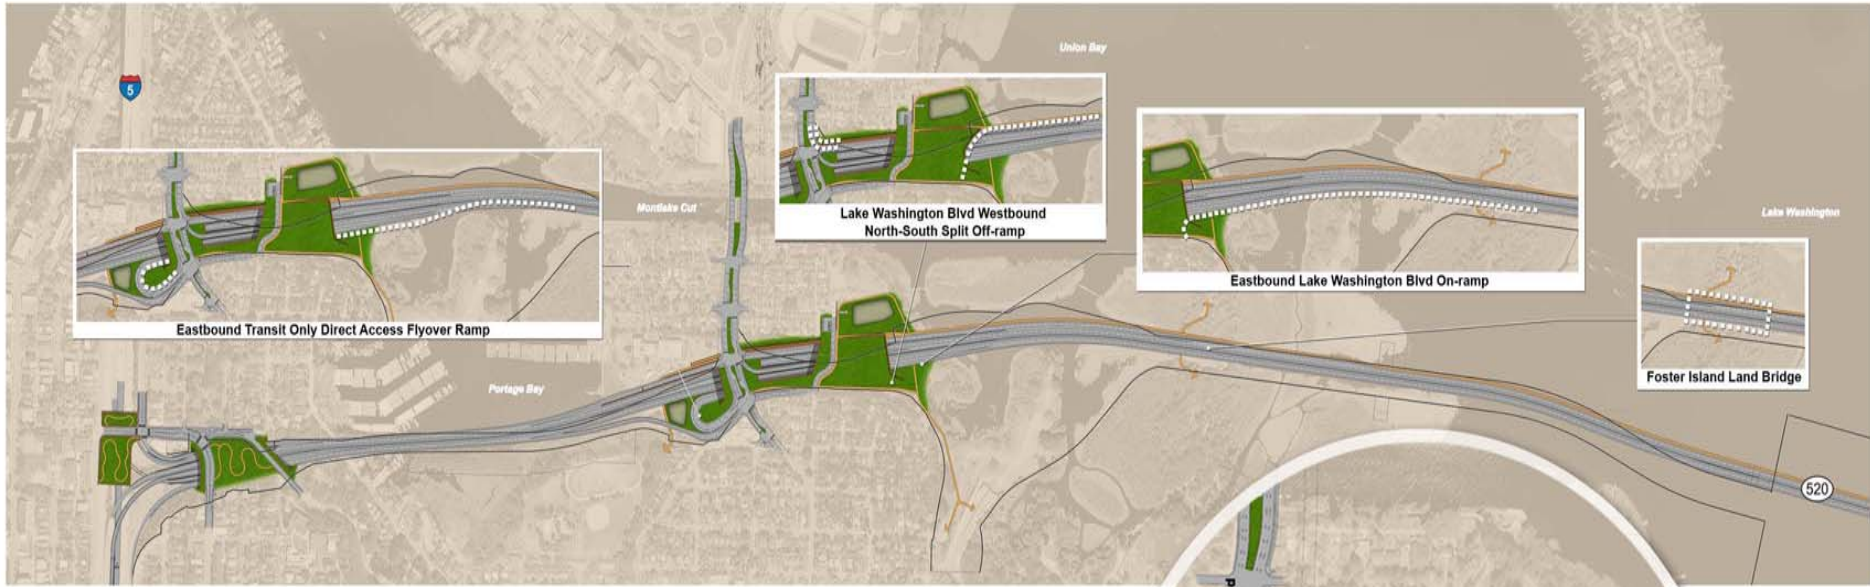 Union Bay
5
Montlake Cut
Lake Washington Blvd Westbound
North-South Split Off-ramp
Lake Washington
Eastbound Lake Washington Blvd On-ramp
Eastbound Transit Only Direct Access Flyover Ramp
Foster Island Land Bridge
Portage Bay
520